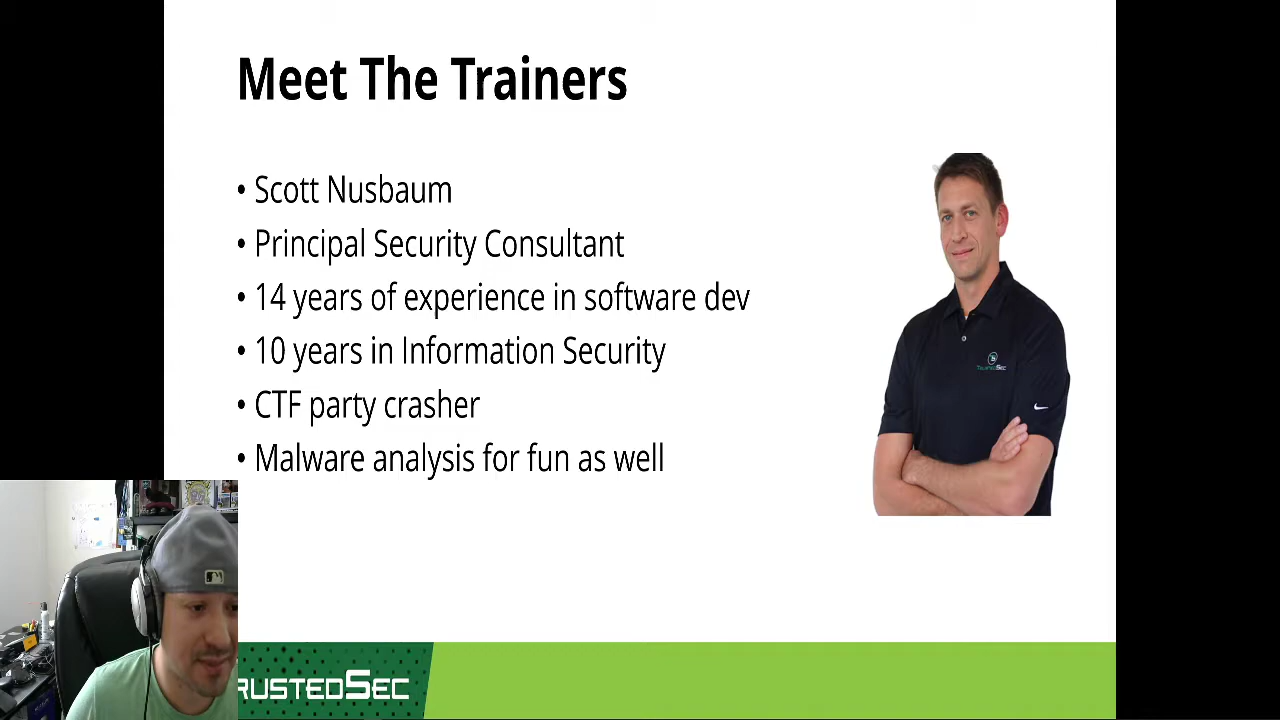 Meet The Trainers
• Scott Nusbaum
• Principal Security Consultant
• 14 years of experience in software dev
• 10 years in Information Security
• CTF party crasher
• Malware analysis for fun as well
TRUSTEDSEC
RUSTEDSEC